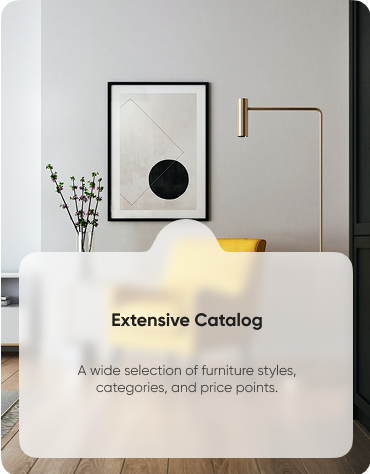 Extensive Catalog
A wide selection of furniture styles,
categories, and price points.